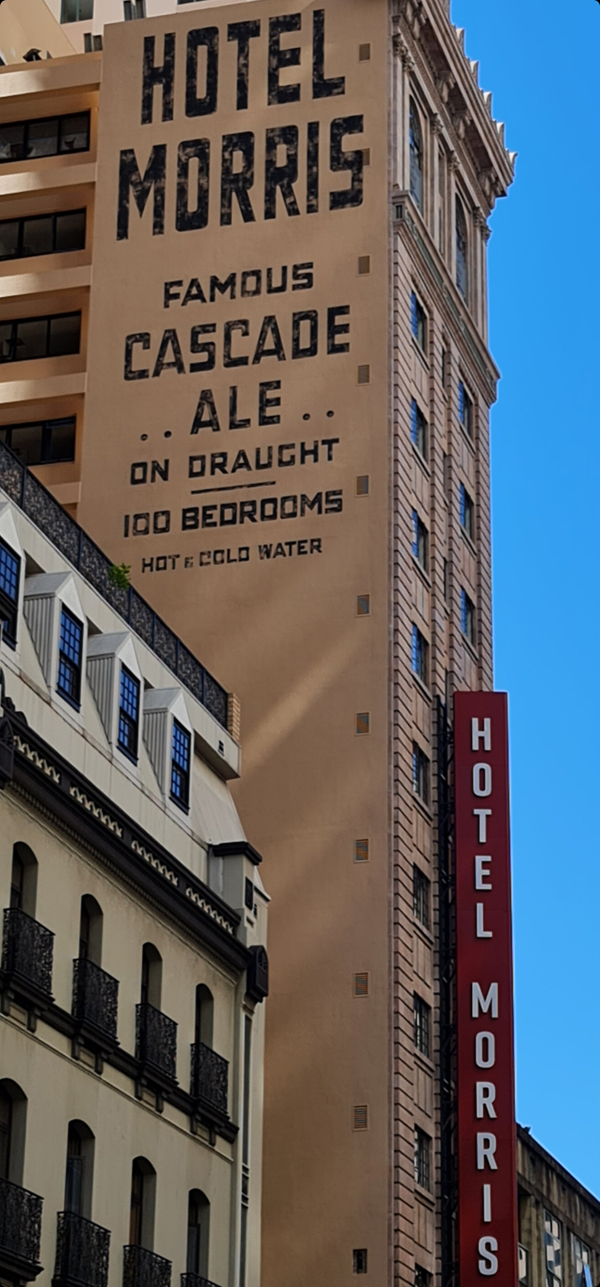 HOTEL
MORRIS
FAMOUS
CASCADE
.. ALE ..
ON DRAUGHT
100 BEDROOMS
HOT & COLD WATER
HOTEL MORRIS